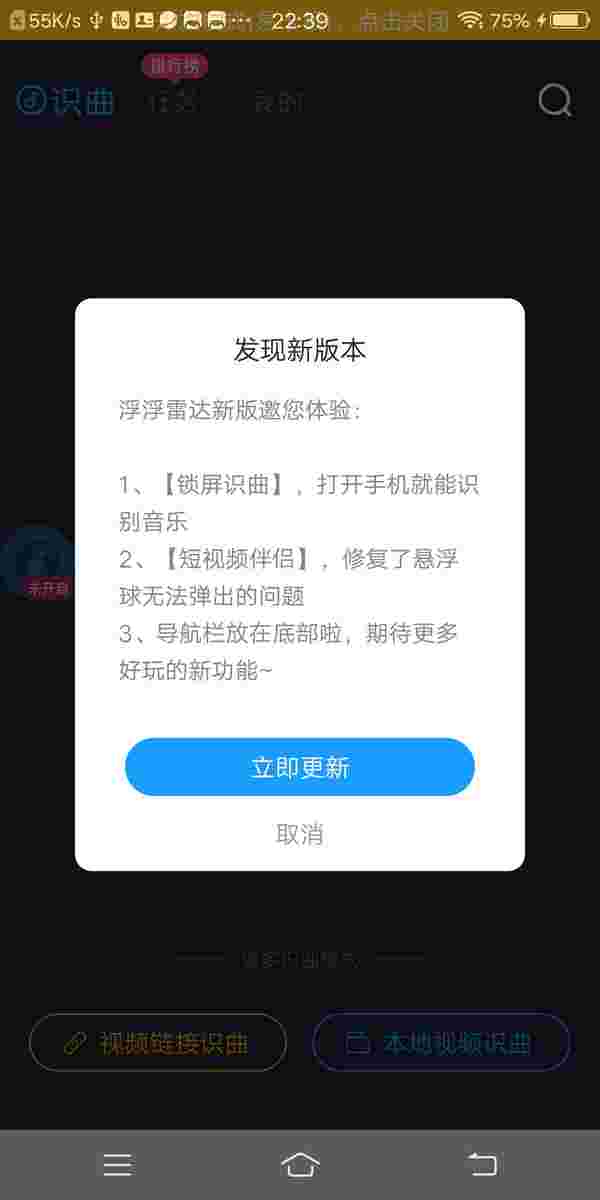 55K/s
22:39
点击关闭
75%
排行榜
识曲
我的
发现新版本
浮浮雷达新版邀您体验：
1、【锁屏识曲】，打开手机就能识
别音乐
2、【短视频伴侣】，修复了悬浮
球无法弹出的问题
3、导航栏放在底部啦，期待更多
好玩的新功能~
未开启
立即更新
取消
视频链接识曲
本地视频识曲